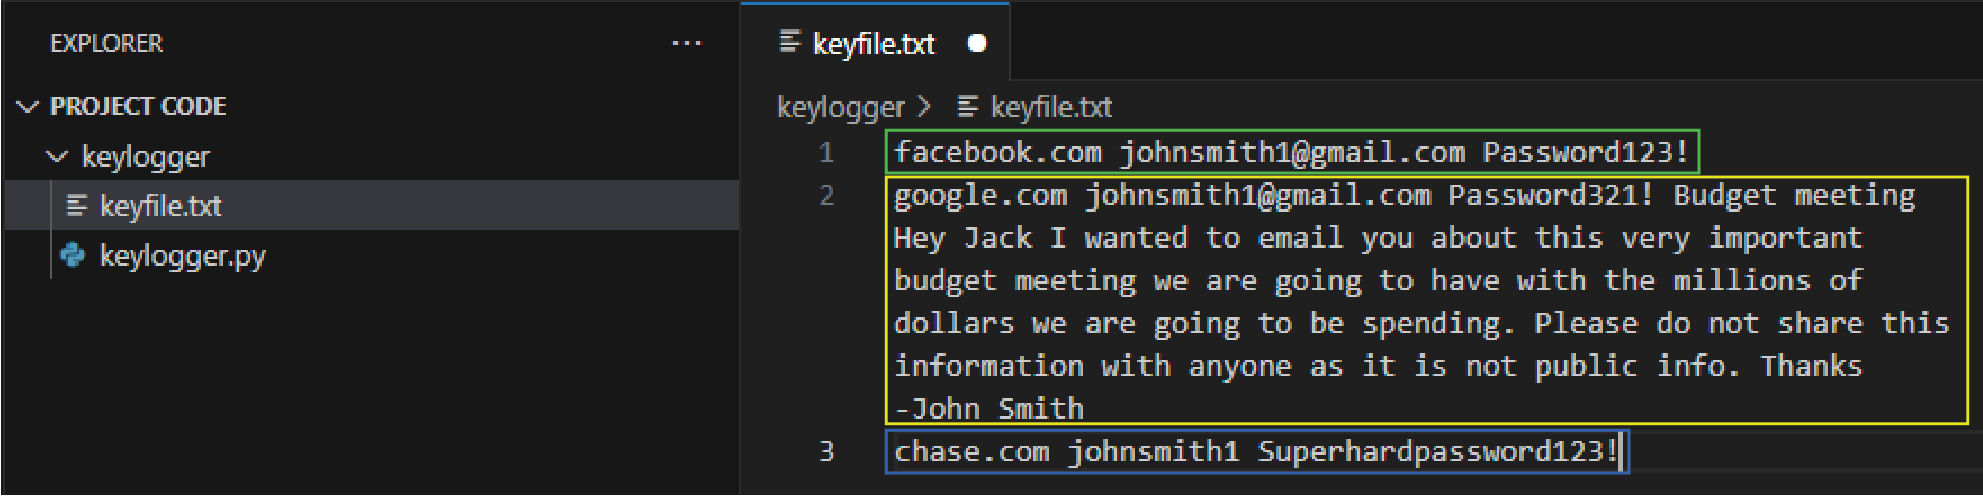 EXPLORER
...
keyfile.txt
PROJECT CODE
keylogger
keyfile.txt
keylogger.py
keylogger > keyfile.txt
1 facebook.com johnsmith1@gmail.com Password123!
2 google.com johnsmith1@gmail.com Password321! Budget meeting
Hey Jack I wanted to email you about this very important
budget meeting we are going to have with the millions of
dollars we are going to be spending. Please do not share this
information with anyone as it is not public info. Thanks
-John Smith
3 chase.com johnsmith1 Superhardpassword123!